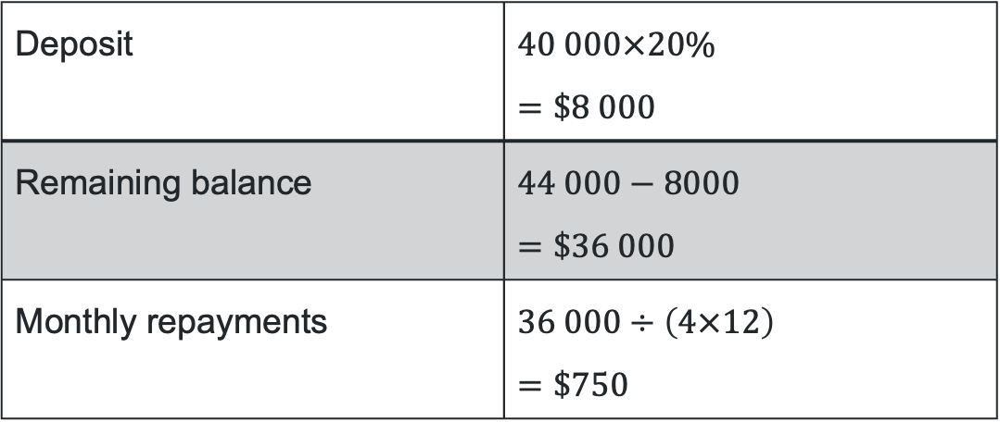 Deposit
40 000×20%
= $8 000
Remaining balance
44 000 − 8000
= $36 000
Monthly repayments
36 000 ÷ (4×12)
= $750